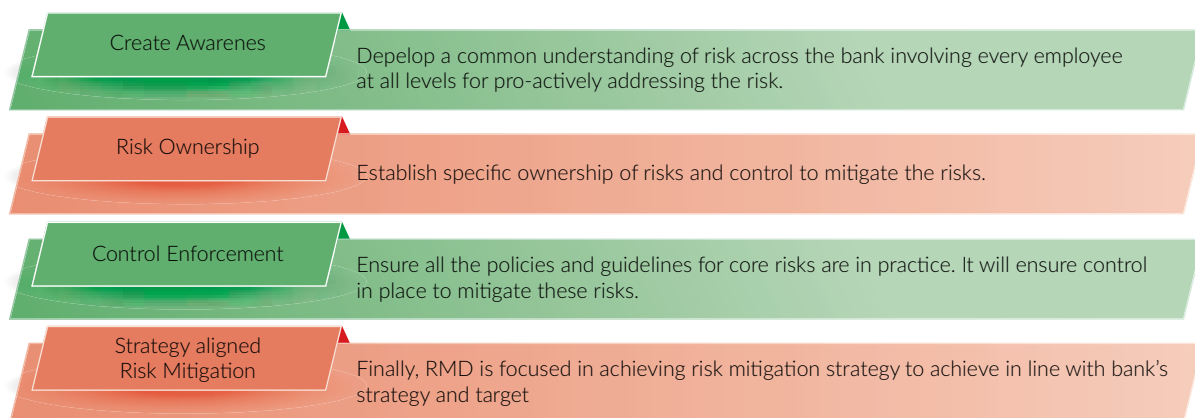 Create Awarenes
Depelop a common understanding of risk across the bank involving every employee
at all levels for pro-actively addressing the risk.
Risk Ownership
Establish specific ownership of risks and control to mitigate the risks.
Control Enforcement
Ensure all the policies and guidelines for core risks are in practice. It will ensure control
in place to mitigate these risks.
Strategy aligned
Risk Mitigation
Finally, RMD is focused in achieving risk mitigation strategy to achieve in line with bank’s
strategy and target